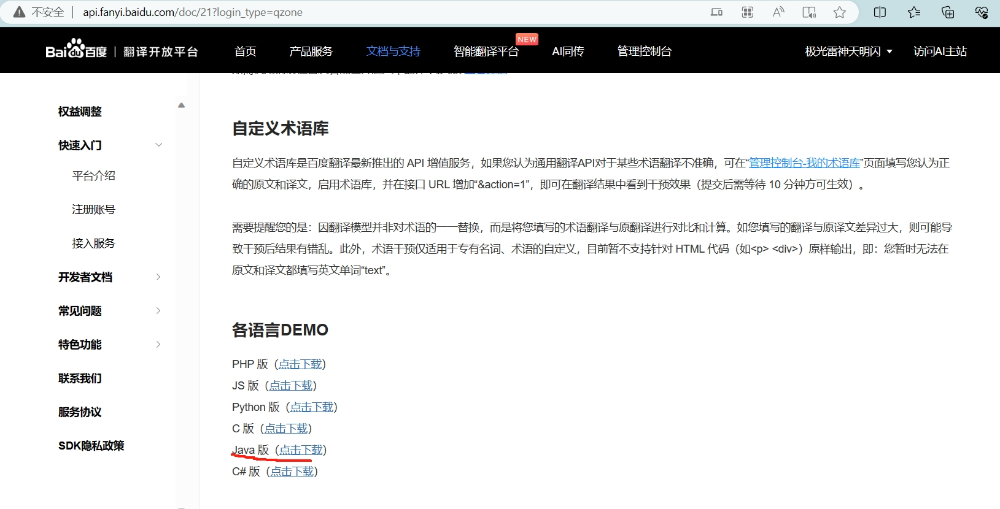 不安全 api.fanyi.baidu.com/doc/21?login_type=qzone
Bai du 百度 翻译开放平台 首页 产品服务 文档与支持 智能翻译平台 NEW AI同传 管理控制台 极光雷神天明闪 访问AI主站
权益调整
快速入门
平台介绍
注册账号
接入服务
开发者文档
常见问题
特色功能
联系我们
服务协议
SDK隐私政策
自定义术语库
自定义术语库是百度翻译最新推出的 API 增值服务，如果您认为通用翻译API对于某些术语翻译不准确，可在“管理控制台-我的术语库”页面填写您认为正
确的原文和译文，启用术语库，并在接口 URL 增加“&action=1”，即可在翻译结果中看到干预效果（提交后需等待 10 分钟方可生效）。
需要提醒您的是：因翻译模型并非对术语的一一替换，而是将您填写的术语翻译与原翻译进行对比和计算。如您填写的翻译与原译文差异过大，则可能导
致干预后结果有错乱。此外，术语干预仅适用于专有名词、术语的自定义，目前暂不支持针对 HTML 代码（如<p> <div>）原样输出，即：您暂时无法在
原文和译文都填写英文单词“text”。
各语言DEMO
PHP 版（点击下载）
JS 版（点击下载）
Python 版（点击下载）
C 版（点击下载）
Java 版（点击下载）
C# 版（点击下载）